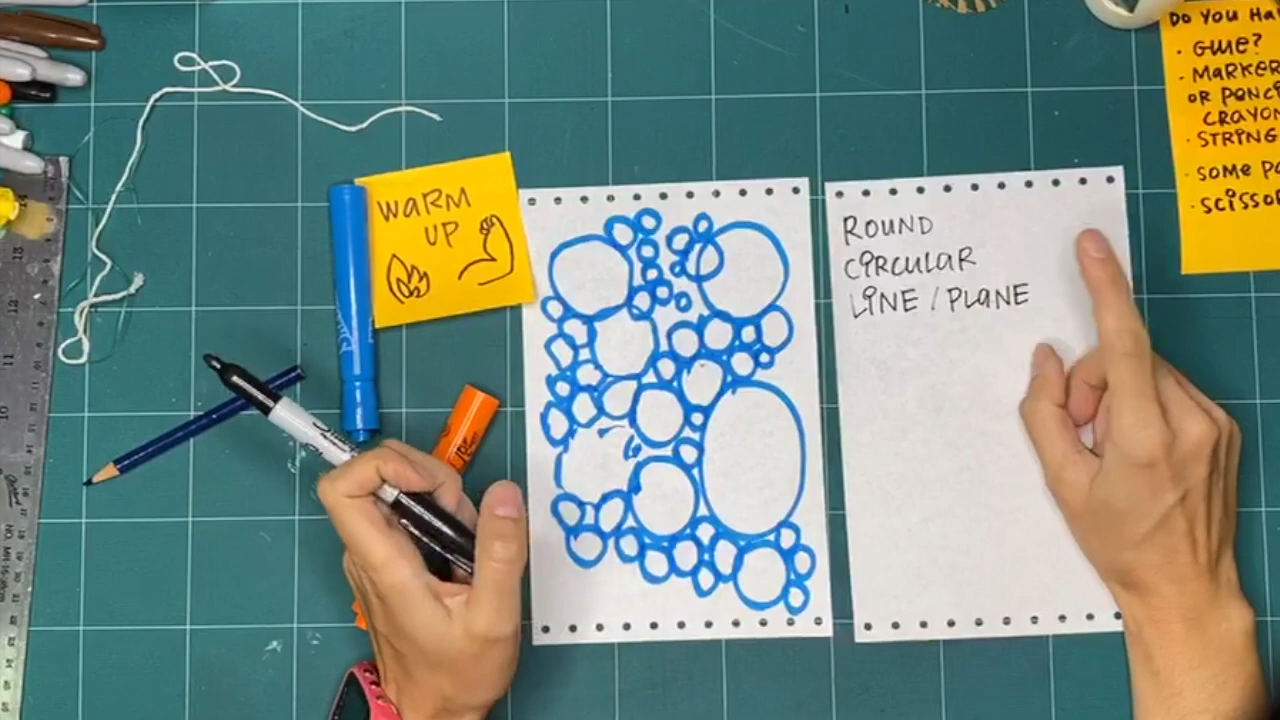 WARM
UP
ROUND
CIRCULAR
LINE / PLANE
DO YOU HA
· GLUE?
- MARKER
OR PENCI
CRAYON
· STRING
· SOME PA
· SCISSOR